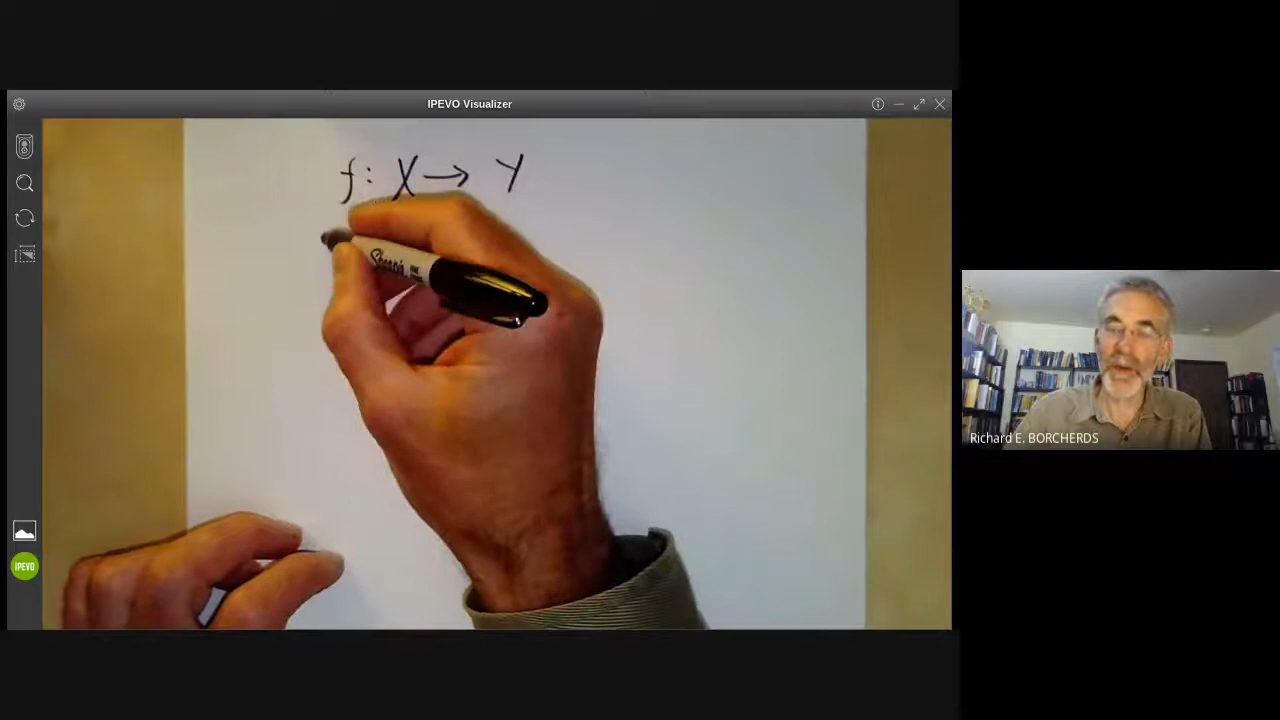 IPEVO Visualizer
f: X → Y
Sharpie
IPEVO
Richard E. BORCHERDS